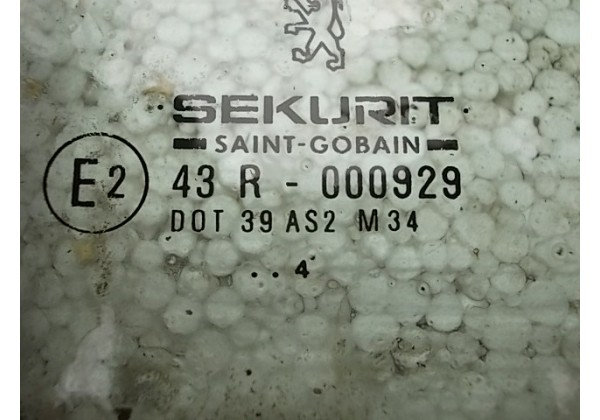 SEKURIT
SAINT-GOBAIN
E2
43 R - 000929
DOT 39 AS2 M34
. . 4